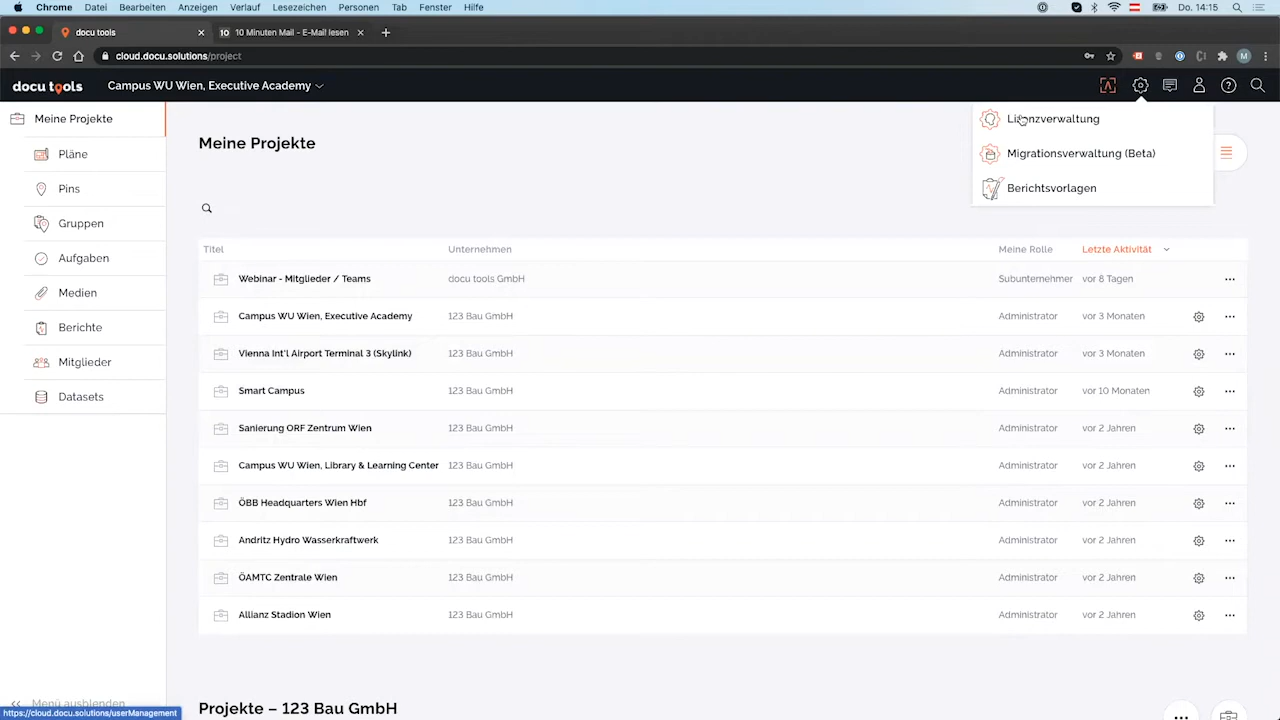 Chrome Datei Bearbeiten Anzeigen Verlauf Lesezeichen Personen Tab Fenster Hilfe Do. 14:15
docu tools 10 10 Minuten Mail - E-Mail lesen
cloud.docu.solutions/project M
docu tools Campus WU Wien, Executive Academy
Meine Projekte
Pläne
Pins
Gruppen
Aufgaben
Medien
Berichte
Mitglieder
Datasets
Lizenzverwaltung
Migrationsverwaltung (Beta)
Berichtsvorlagen
Meine Projekte
Titel Unternehmen Meine Rolle Letzte Aktivität
Webinar - Mitglieder / Teams docu tools GmbH Subunternehmer vor 8 Tagen
Campus WU Wien, Executive Academy 123 Bau GmbH Administrator vor 3 Monaten
Vienna Int'l Airport Terminal 3 (Skylink) 123 Bau GmbH Administrator vor 3 Monaten
Smart Campus 123 Bau GmbH Administrator vor 10 Monaten
Sanierung ORF Zentrum Wien 123 Bau GmbH Administrator vor 2 Jahren
Campus WU Wien, Library & Learning Center 123 Bau GmbH Administrator vor 2 Jahren
ÖBB Headquarters Wien Hbf 123 Bau GmbH Administrator vor 2 Jahren
Andritz Hydro Wasserkraftwerk 123 Bau GmbH Administrator vor 2 Jahren
ÖAMTC Zentrale Wien 123 Bau GmbH Administrator vor 2 Jahren
Allianz Stadion Wien 123 Bau GmbH Administrator vor 2 Jahren
Projekte – 123 Bau GmbH
Menü ausblenden
https://cloud.docu.solutions/userManagement